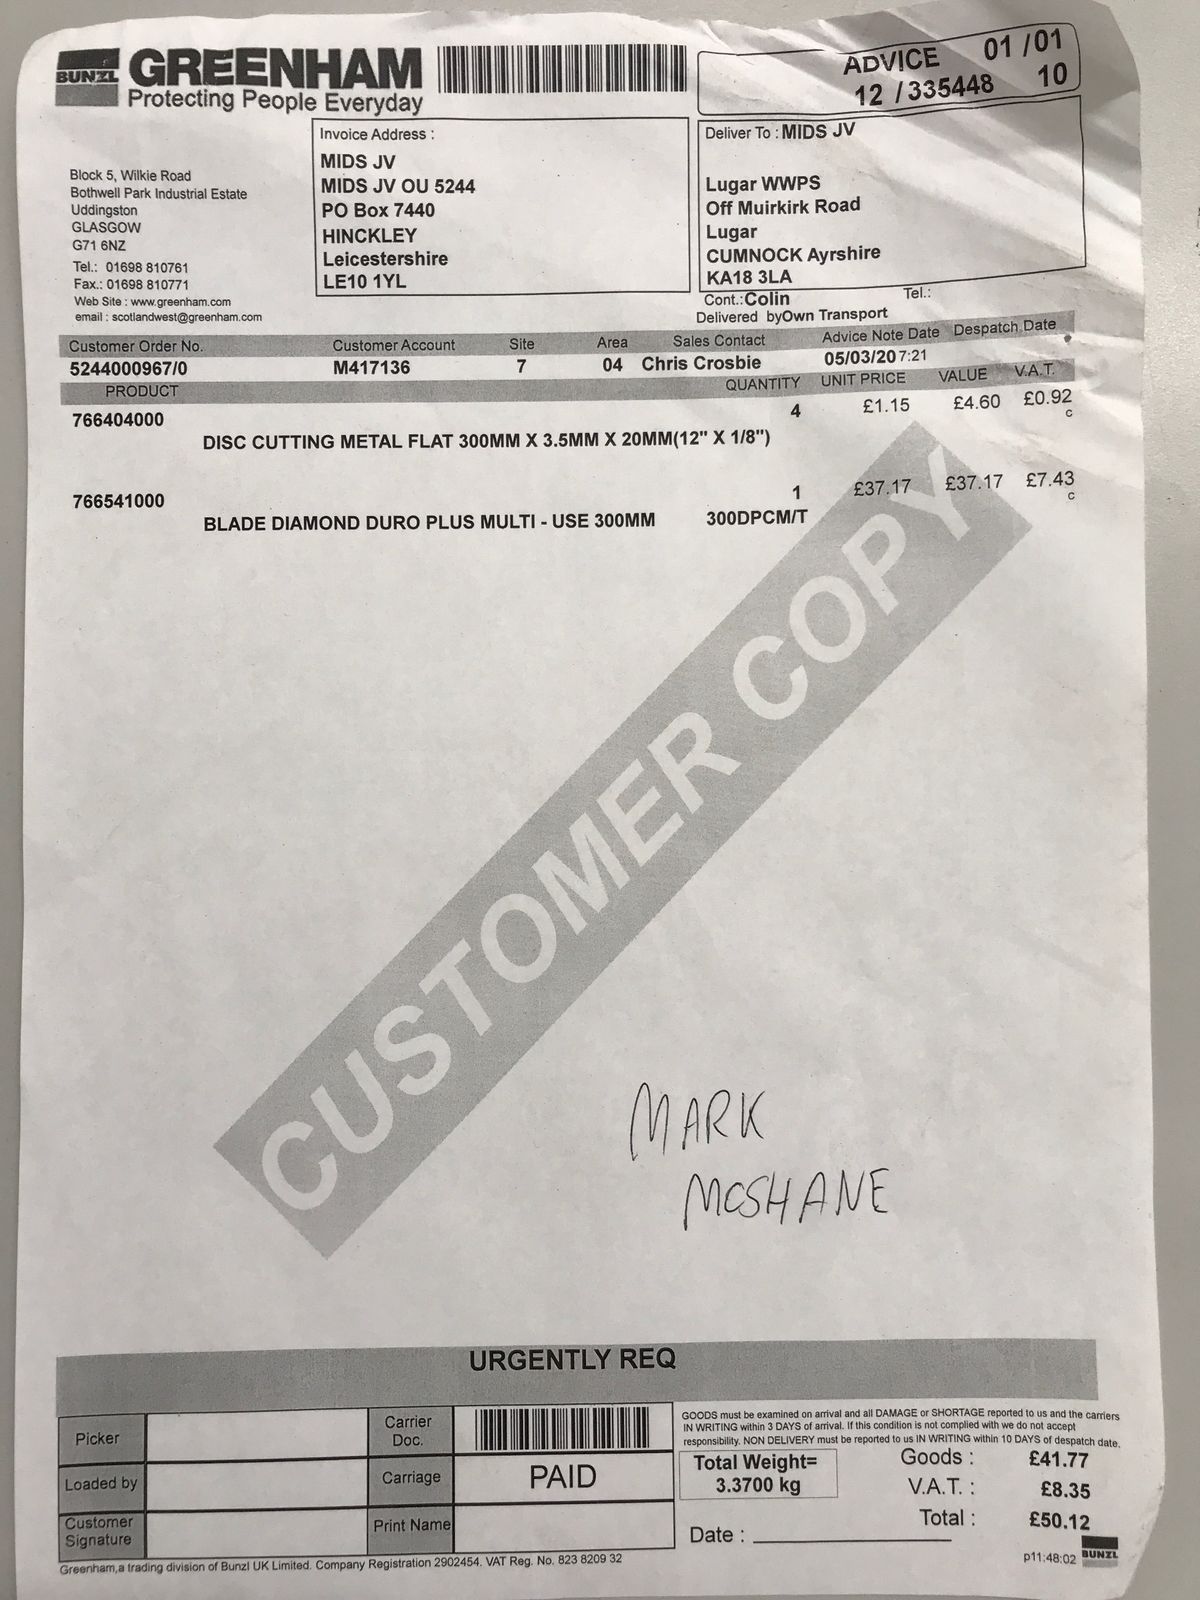 BUNZL GREENHAM
Protecting People Everyday
ADVICE 01 /01
12 /335448 10
Block 5, Wilkie Road
Bothwell Park Industrial Estate
Uddingston
GLASGOW
G71 6NZ
Tel.: 01698 810761
Fax.: 01698 810771
Web Site : www.greenham.com
email : scotlandwest@greenham.com
Invoice Address :
MIDS JV
MIDS JV OU 5244
PO Box 7440
HINCKLEY
Leicestershire
LE10 1YL
Deliver To : MIDS JV
Lugar WWPS
Off Muirkirk Road
Lugar
CUMNOCK Ayrshire
KA18 3LA
Cont.:Colin Tel.:
Delivered byOwn Transport
Customer Order No. Customer Account Site Area Sales Contact Advice Note Date Despatch Date
5244000967/0 M417136 7 04 Chris Crosbie 05/03/20 7:21
PRODUCT QUANTITY UNIT PRICE VALUE V.A.T.
766404000 4 £1.15 £4.60 £0.92
c
DISC CUTTING METAL FLAT 300MM X 3.5MM X 20MM(12" X 1/8")
766541000 1 £37.17 £37.17 £7.43
c
BLADE DIAMOND DURO PLUS MULTI - USE 300MM 300DPCM/T
CUSTOMER COPY
MARK
MCSHANE
URGENTLY REQ
Picker
Carrier
Doc.
Loaded by
Carriage PAID
Customer
Signature
Print Name
GOODS must be examined on arrival and all DAMAGE or SHORTAGE reported to us and the carriers
IN WRITING within 3 DAYS of arrival. If this condition is not complied with we do not accept
responsibility. NON DELIVERY must be reported to us IN WRITING within 10 DAYS of despatch date.
Total Weight=
3.3700 kg
Goods : £41.77
V.A.T. : £8.35
Total : £50.12
Date :
Greenham,a trading division of Bunzl UK Limited. Company Registration 2902454. VAT Reg. No. 823 8209 32
p11:48:02 BUNZL